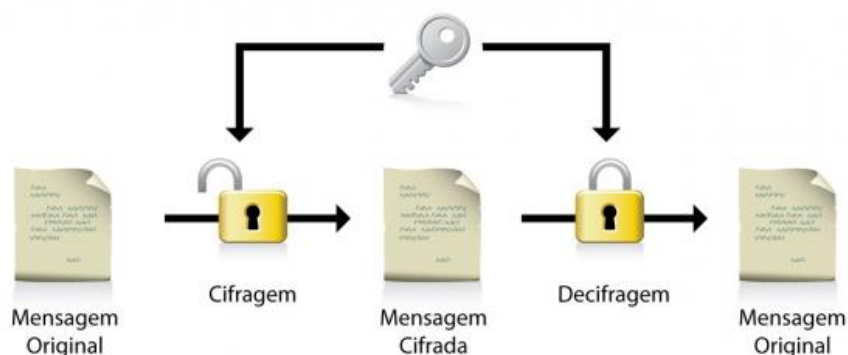 Cifragem
Decifragem
Mensagem
Original
Mensagem
Cifrada
Mensagem
Original